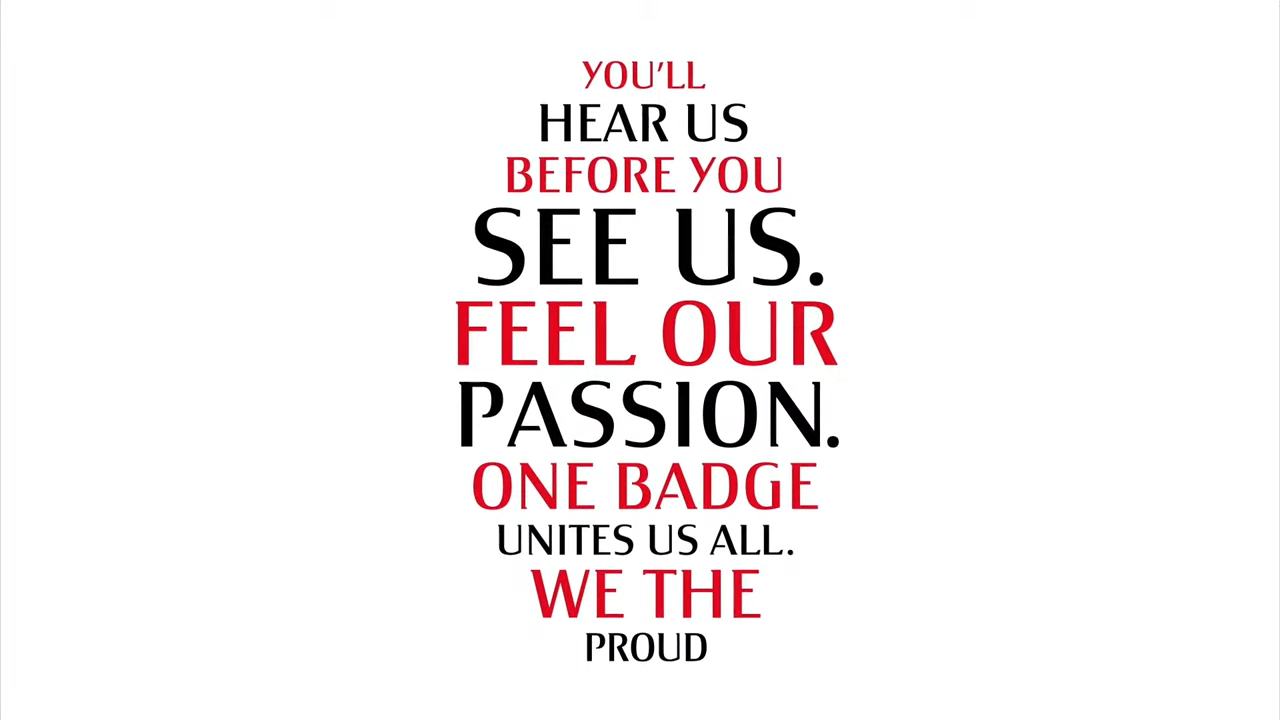 YOU’LL
HEAR US
BEFORE YOU
SEE US.
FEEL OUR
PASSION.
ONE BADGE
UNITES US ALL.
WE THE
PROUD